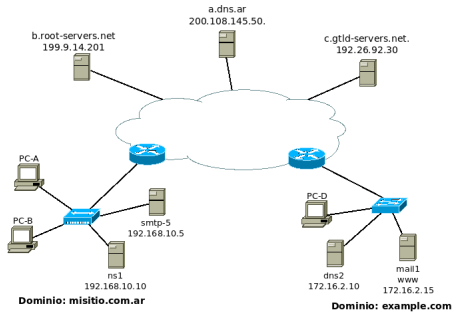 a.dns.ar
200.108.145.50.
b.root-servers.net
199.9.14.201
c.gtld-servers.net.
192.26.92.30
PC-A
PC-B
smtp-5
192.168.10.5
ns1
192.168.10.10
Dominio: misitio.com.ar
PC-D
dns2
172.16.2.10
mail1
www
172.16.2.15
Dominio: example.com